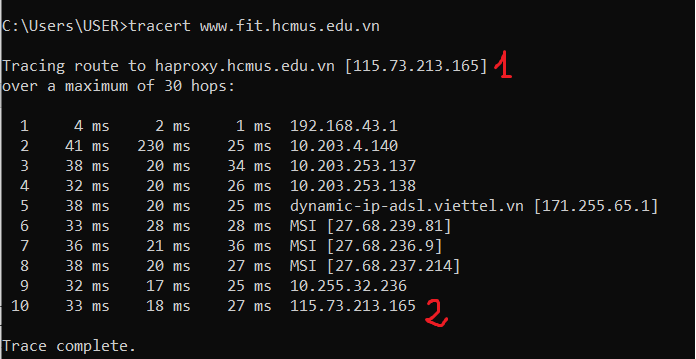 C:\Users\USER>tracert www.fit.hcmus.edu.vn
Tracing route to haproxy.hcmus.edu.vn [115.73.213.165] 1
over a maximum of 30 hops:
1 4 ms 2 ms 1 ms 192.168.43.1
2 41 ms 230 ms 25 ms 10.203.4.140
3 38 ms 20 ms 34 ms 10.203.253.137
4 32 ms 20 ms 26 ms 10.203.253.138
5 38 ms 20 ms 25 ms dynamic-ip-adsl.viettel.vn [171.255.65.1]
6 33 ms 28 ms 28 ms MSI [27.68.239.81]
7 36 ms 21 ms 36 ms MSI [27.68.236.9]
8 38 ms 20 ms 27 ms MSI [27.68.237.214]
9 32 ms 17 ms 25 ms 10.255.32.236
10 33 ms 18 ms 27 ms 115.73.213.165 2
Trace complete.